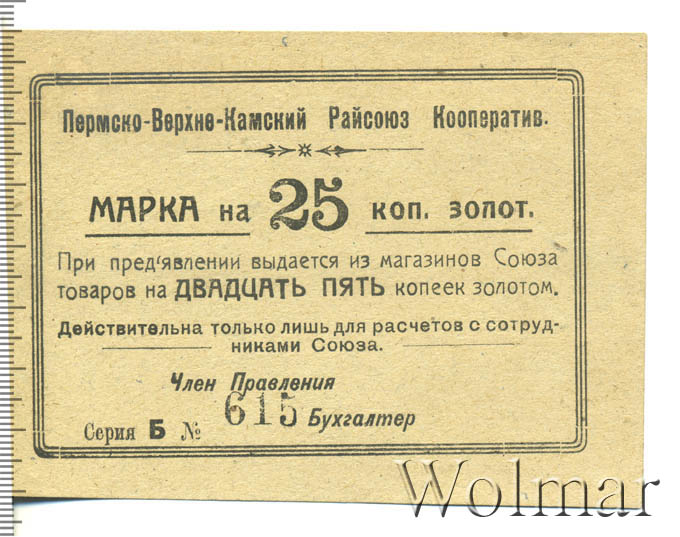 Пермско-Верхне-Камский Райсоюз Кооператив.
МАРКА на 25 коп. золот.
При пред'явлении выдается из магазинов Союза
товаров на ДВАДЦАТЬ ПЯТЬ копеек золотом.
Действительна только лишь для расчетов с сотруд-
никами Союза.
Член Правления
Серия Б № 615 Бухгалтер
Wolmar